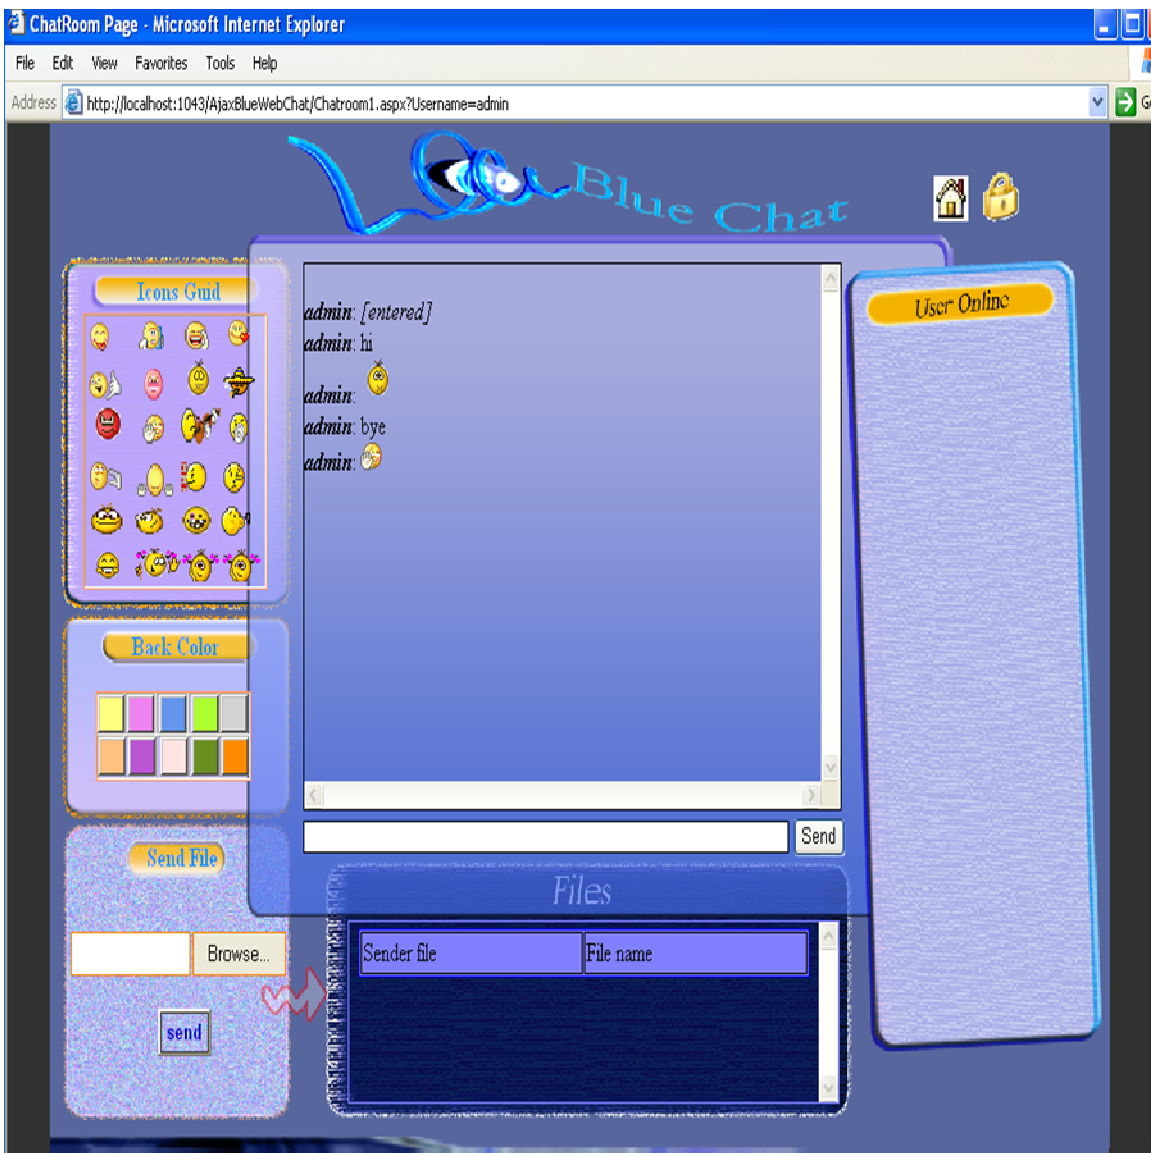 ChatRoom Page - Microsoft Internet Explorer
File Edit View Favorites Tools Help
Address http://localhost:1043/AjaxBlueWebChat/Chatroom1.aspx?Username=admin
Blue Chat
Icons Guid
User Online
admin: [entered]
admin: hi
admin:
admin: bye
admin:
Back Color
Send
Send File
Files
Browse...
Sender file File name
send